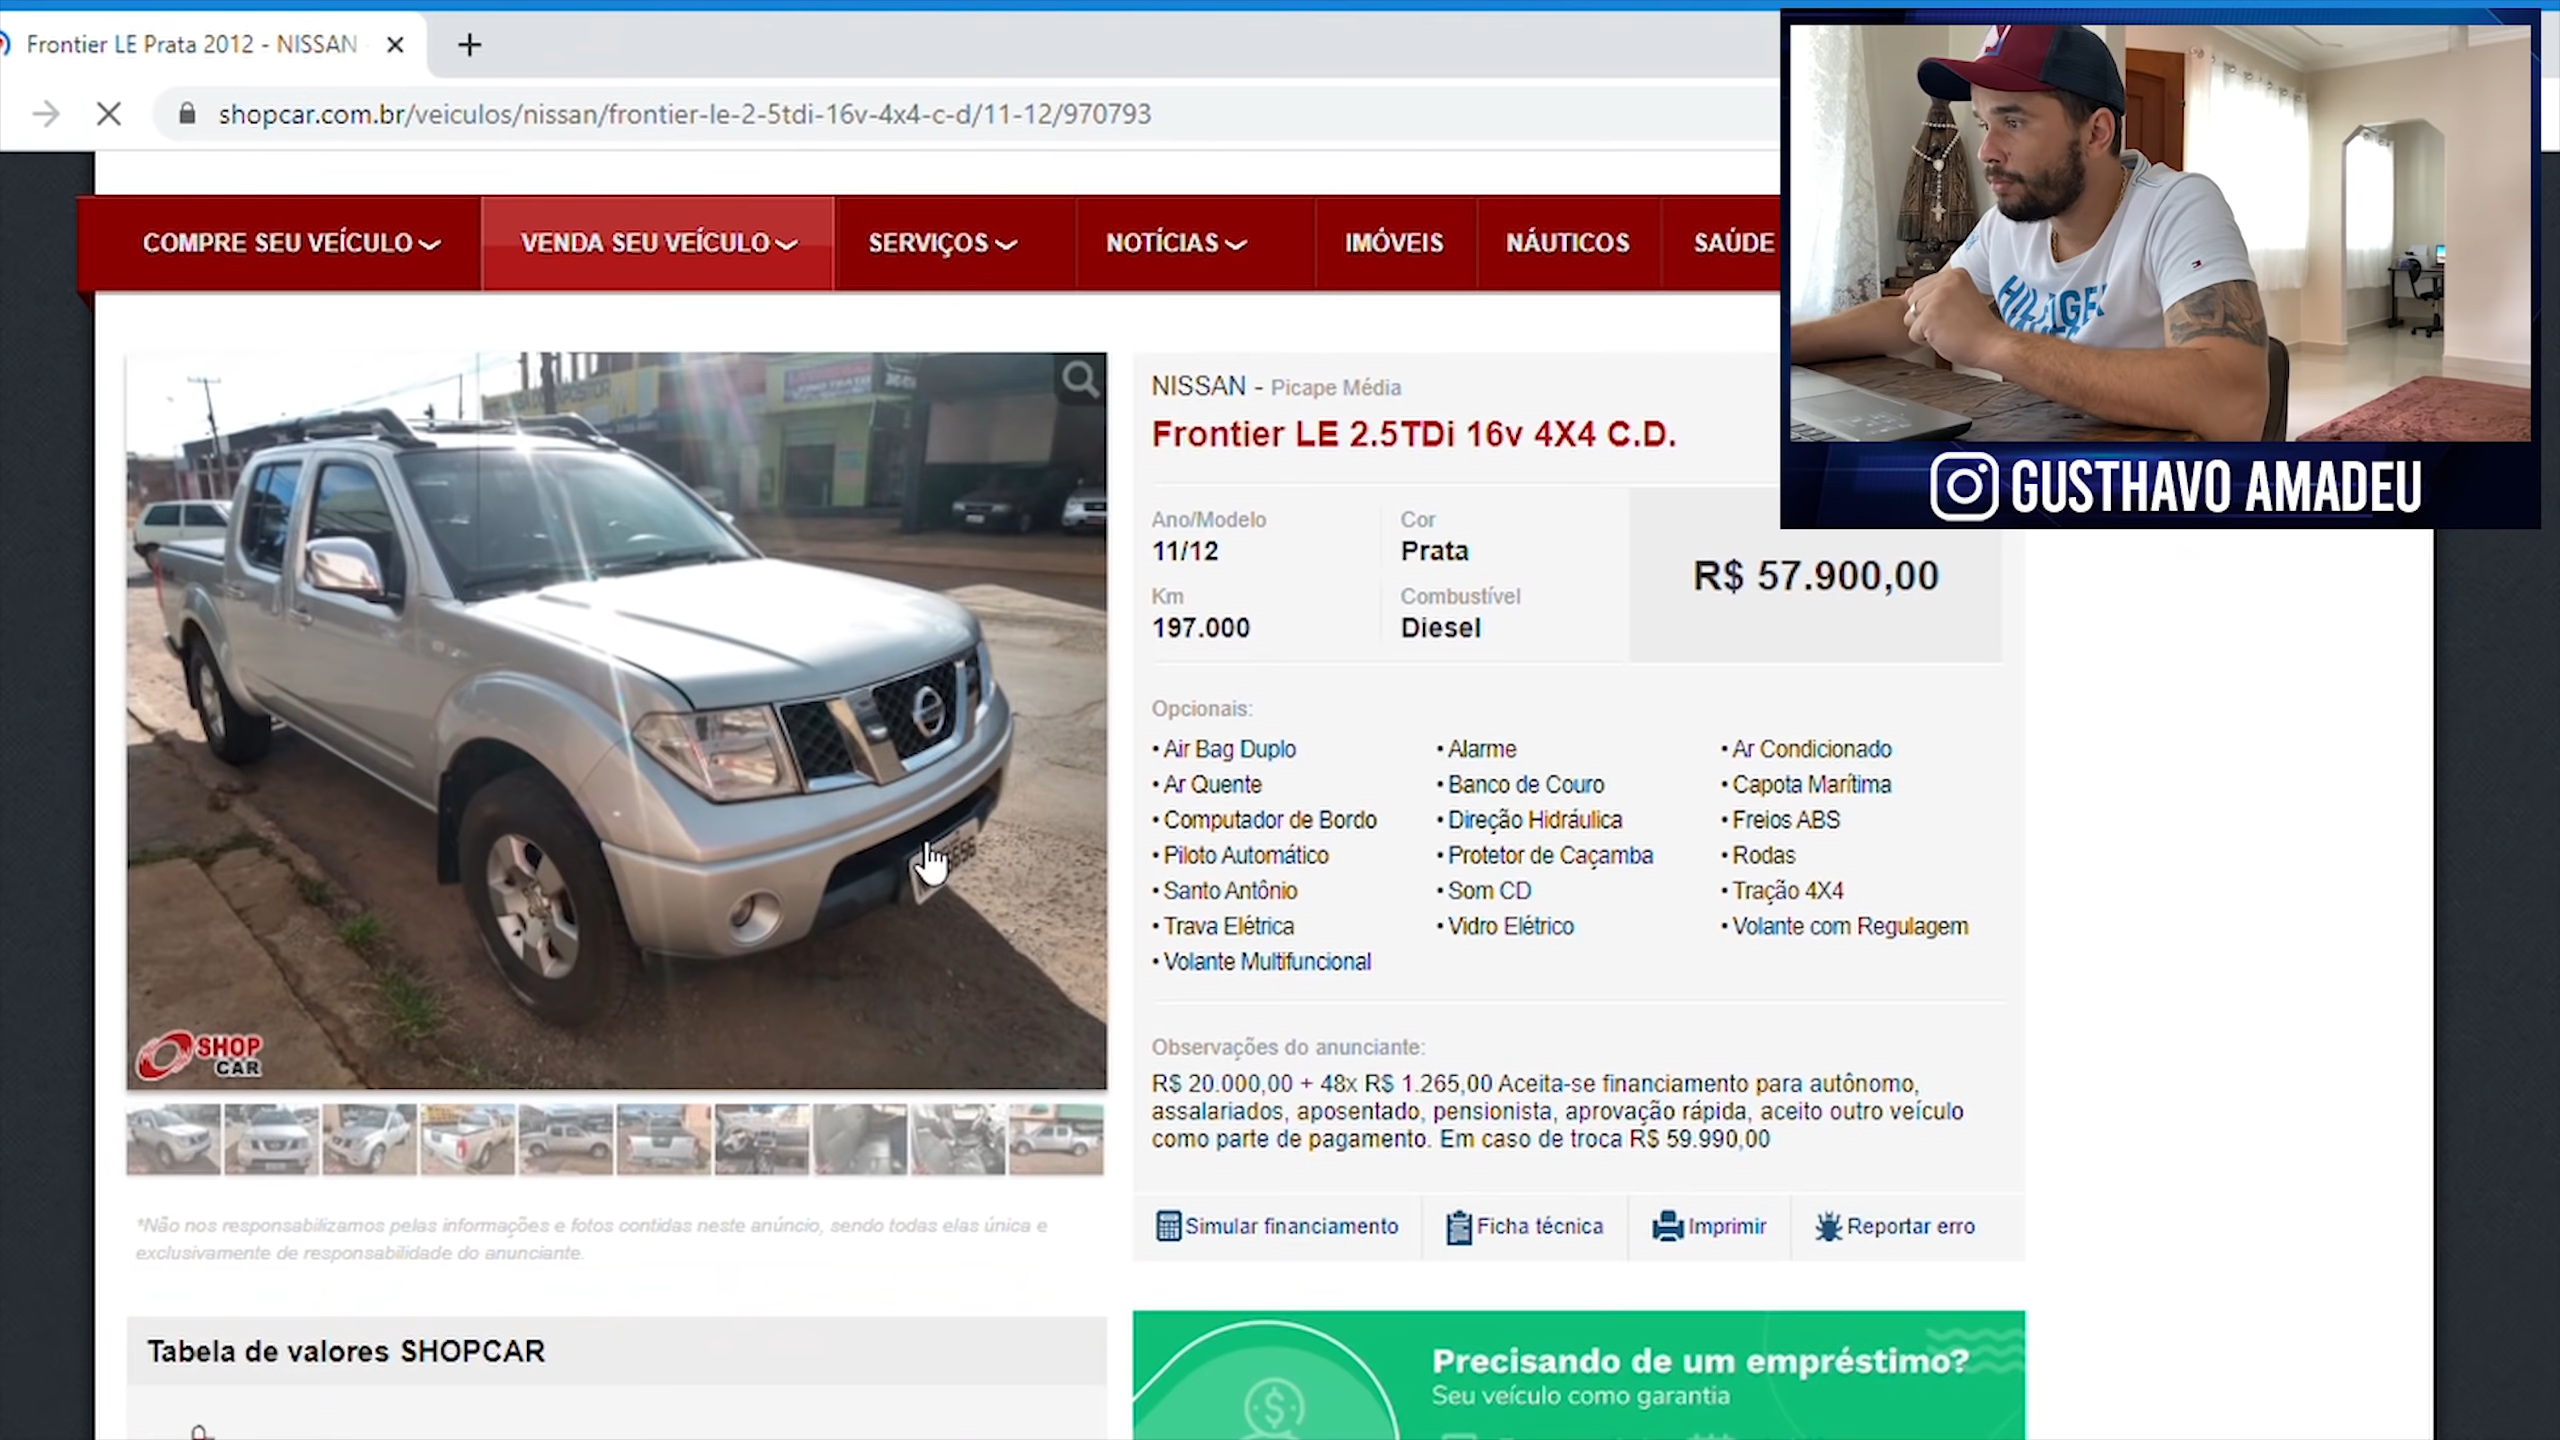 Frontier LE Prata 2012 - NISSAN
shopcar.com.br/veiculos/nissan/frontier-le-2-5tdi-16v-4x4-c-d/11-12/970793
COMPRE SEU VEÍCULO
VENDA SEU VEÍCULO
SERVIÇOS
NOTÍCIAS
IMÓVEIS
NÁUTICOS
SAÚDE
GUSTHAVO AMADEU
NISSAN - Picape Média
Frontier LE 2.5TDi 16v 4X4 C.D.
Ano/Modelo
11/12
Cor
Prata
Km
197.000
Combustível
Diesel
R$ 57.900,00
Opcionais:
• Air Bag Duplo
• Alarme
• Ar Condicionado
• Ar Quente
• Banco de Couro
• Capota Marítima
• Computador de Bordo
• Direção Hidráulica
• Freios ABS
• Piloto Automático
• Protetor de Caçamba
• Rodas
• Santo Antônio
• Som CD
• Tração 4X4
• Trava Elétrica
• Vidro Elétrico
• Volante com Regulagem
• Volante Multifuncional
Observações do anunciante:
R$ 20.000,00 + 48x R$ 1.265,00 Aceita-se financiamento para autônomo,
assalariados, aposentado, pensionista, aprovação rápida, aceito outro veículo
como parte de pagamento. Em caso de troca R$ 59.990,00
SHOP
CAR
*Não nos responsabilizamos pelas informações e fotos contidas neste anúncio, sendo todas elas única e
exclusivamente de responsabilidade do anunciante.
Simular financiamento
Ficha técnica
Imprimir
Reportar erro
Tabela de valores SHOPCAR
Precisando de um empréstimo?
Seu veículo como garantia